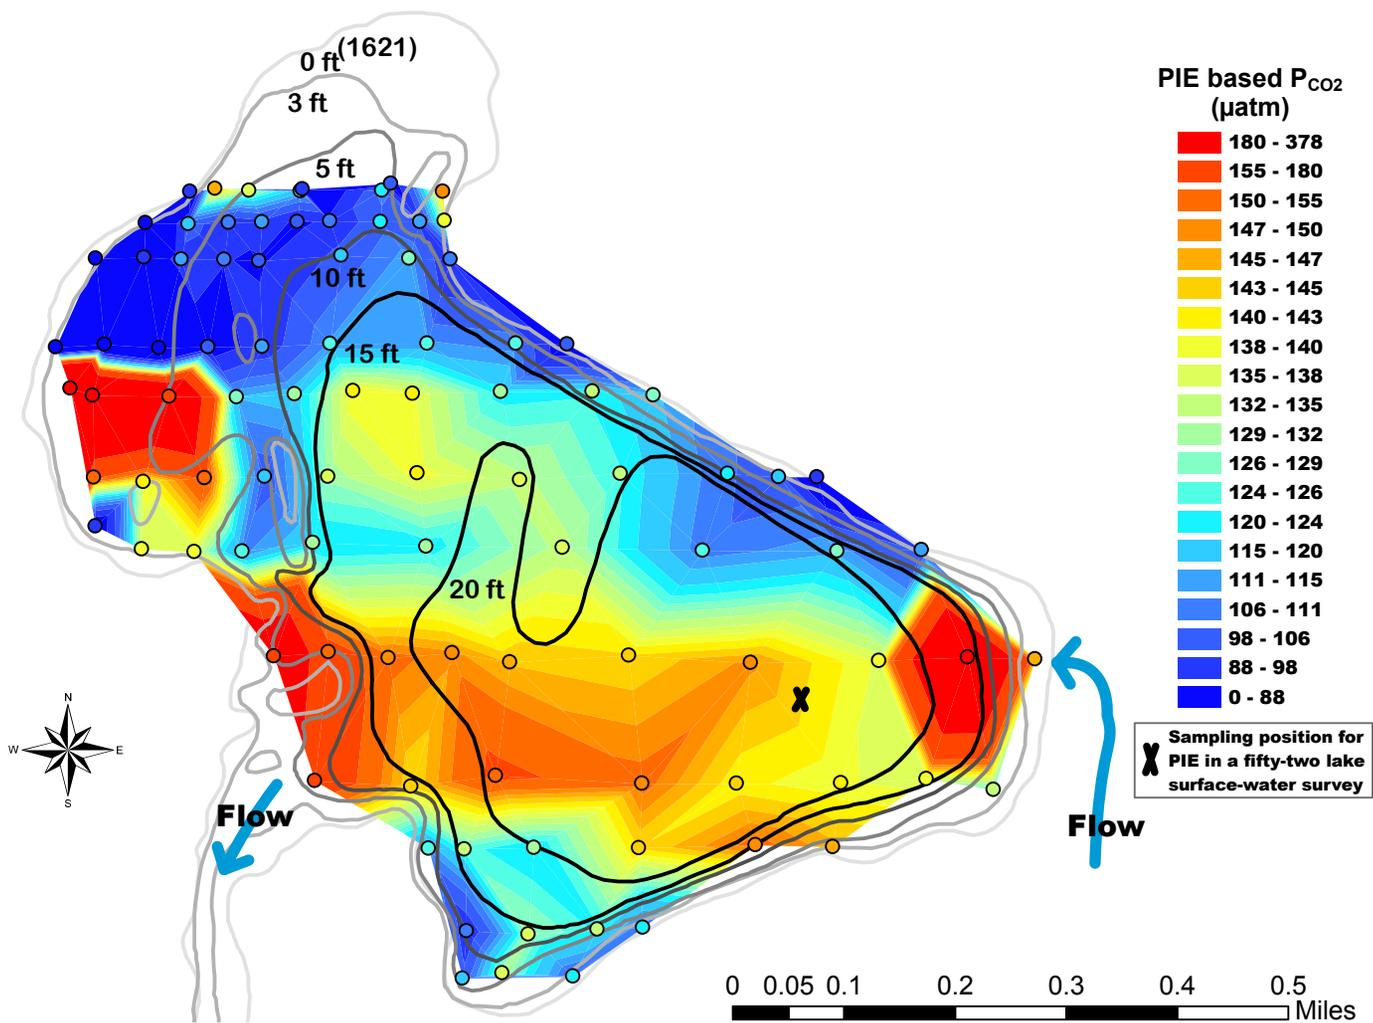 0 ft (1621)
3 ft
5 ft
10 ft
15 ft
20 ft
PIE based P_CO2
(µatm)
180 - 378
155 - 180
150 - 155
147 - 150
145 - 147
143 - 145
140 - 143
138 - 140
135 - 138
132 - 135
129 - 132
126 - 129
124 - 126
120 - 124
115 - 120
111 - 115
106 - 111
98 - 106
88 - 98
0 - 88
X Sampling position for
PIE in a fifty-two lake
surface-water survey
X
N
W E
S
Flow
Flow
0 0.05 0.1 0.2 0.3 0.4 0.5
Miles